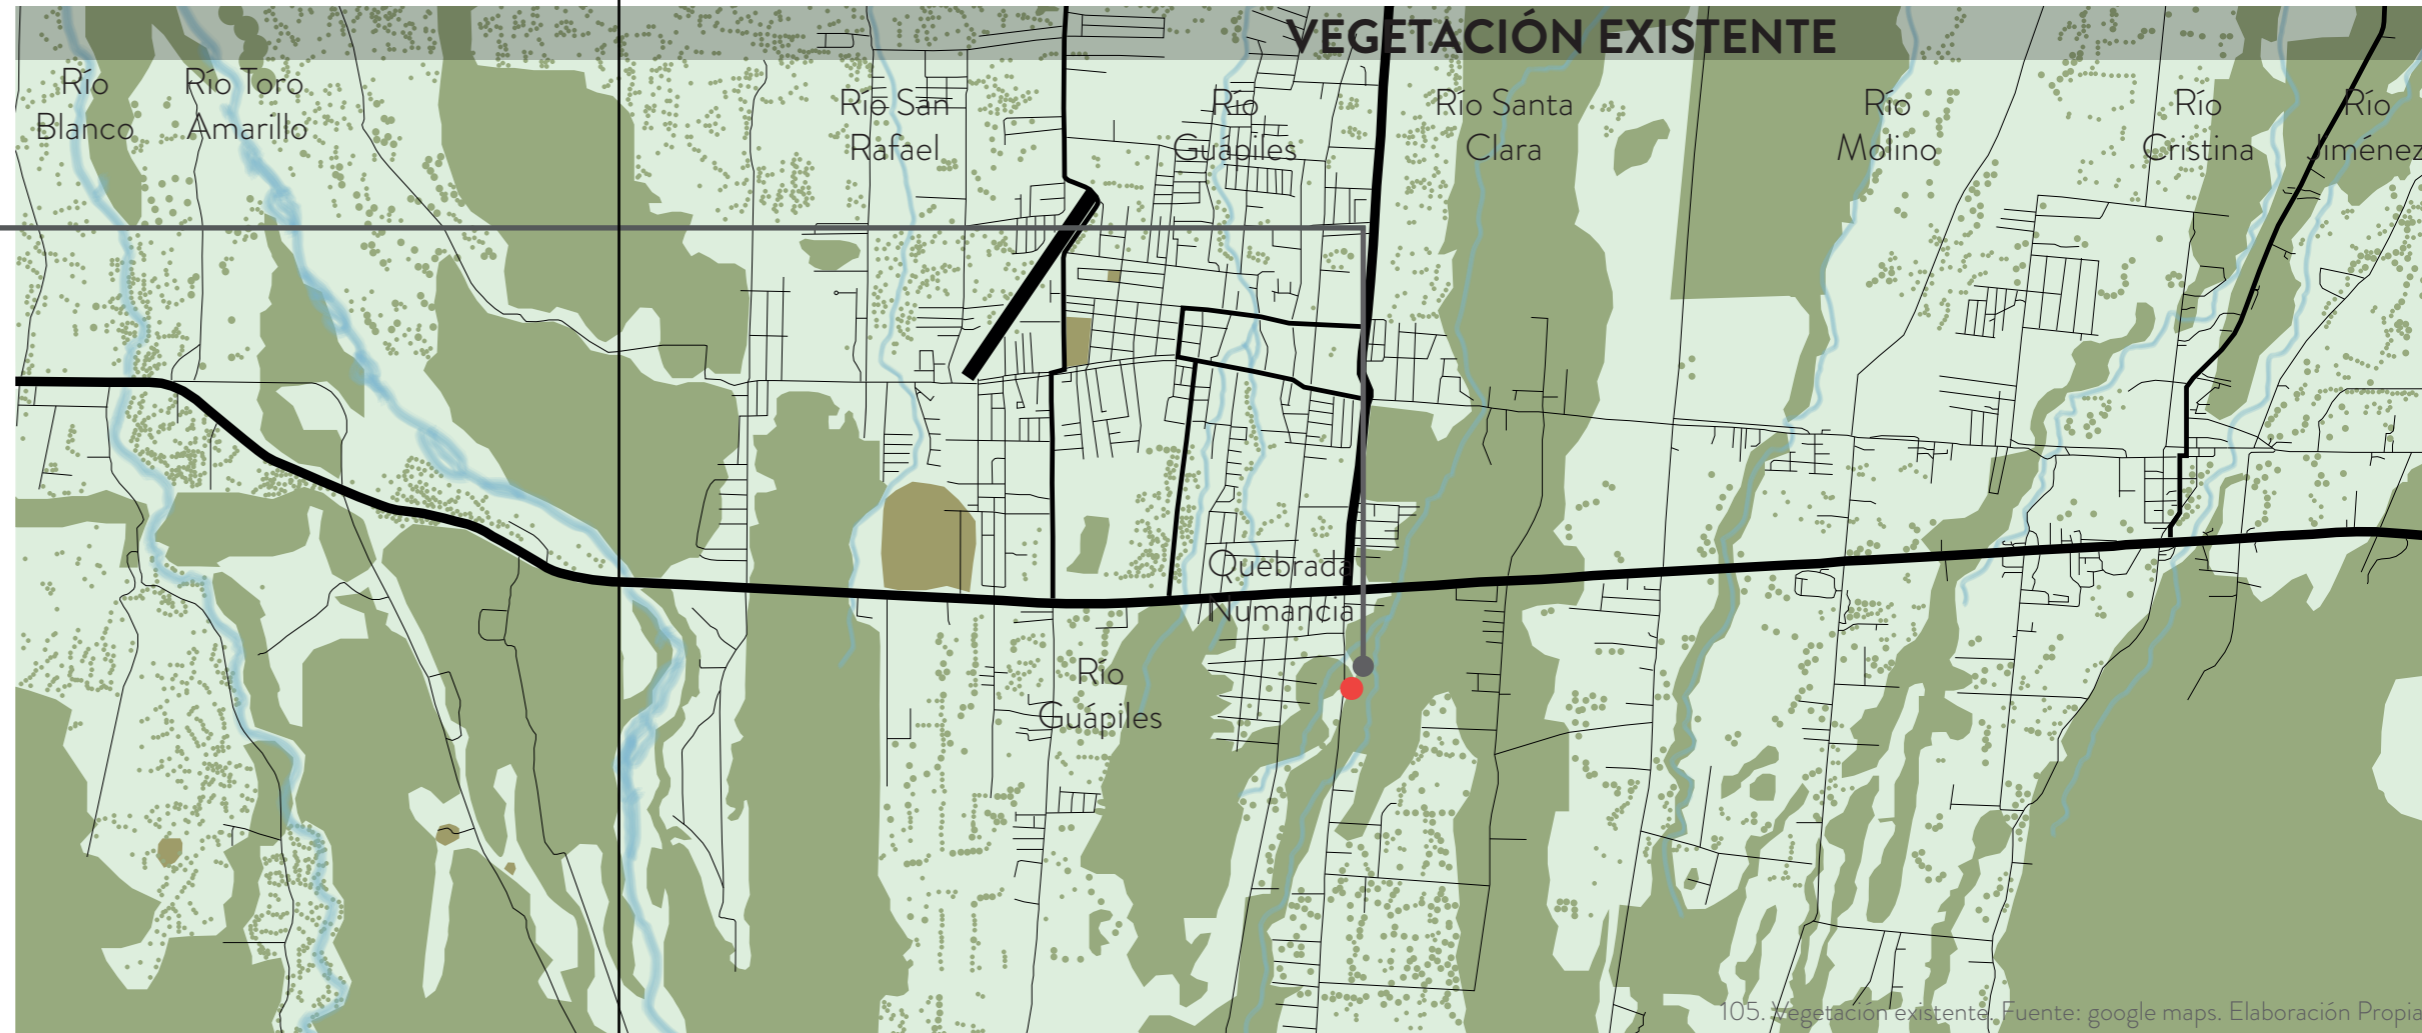 VEGETACIÓN EXISTENTE
Río
Blanco
Río Toro
Amarillo
Río San
Rafael
Río
Guápiles
Río Santa
Clara
Río
Molino
Río
Cristina
Río
Jiménez
Quebrada
Numancia
Río
Guápiles
105. Vegetación existente. Fuente: google maps. Elaboración Propia